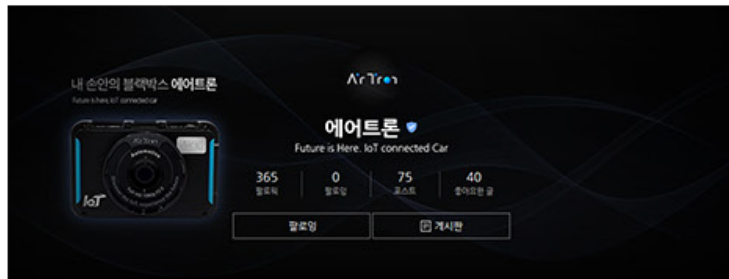 내 손안의 블랙박스 에어트론
Future is here, IoT connected car
AirTron
IoT
AirTron
에어트론
Future is Here. IoT connected Car
365
팔로워
0
팔로잉
75
포스트
40
좋아요한 글
팔로잉
게시판